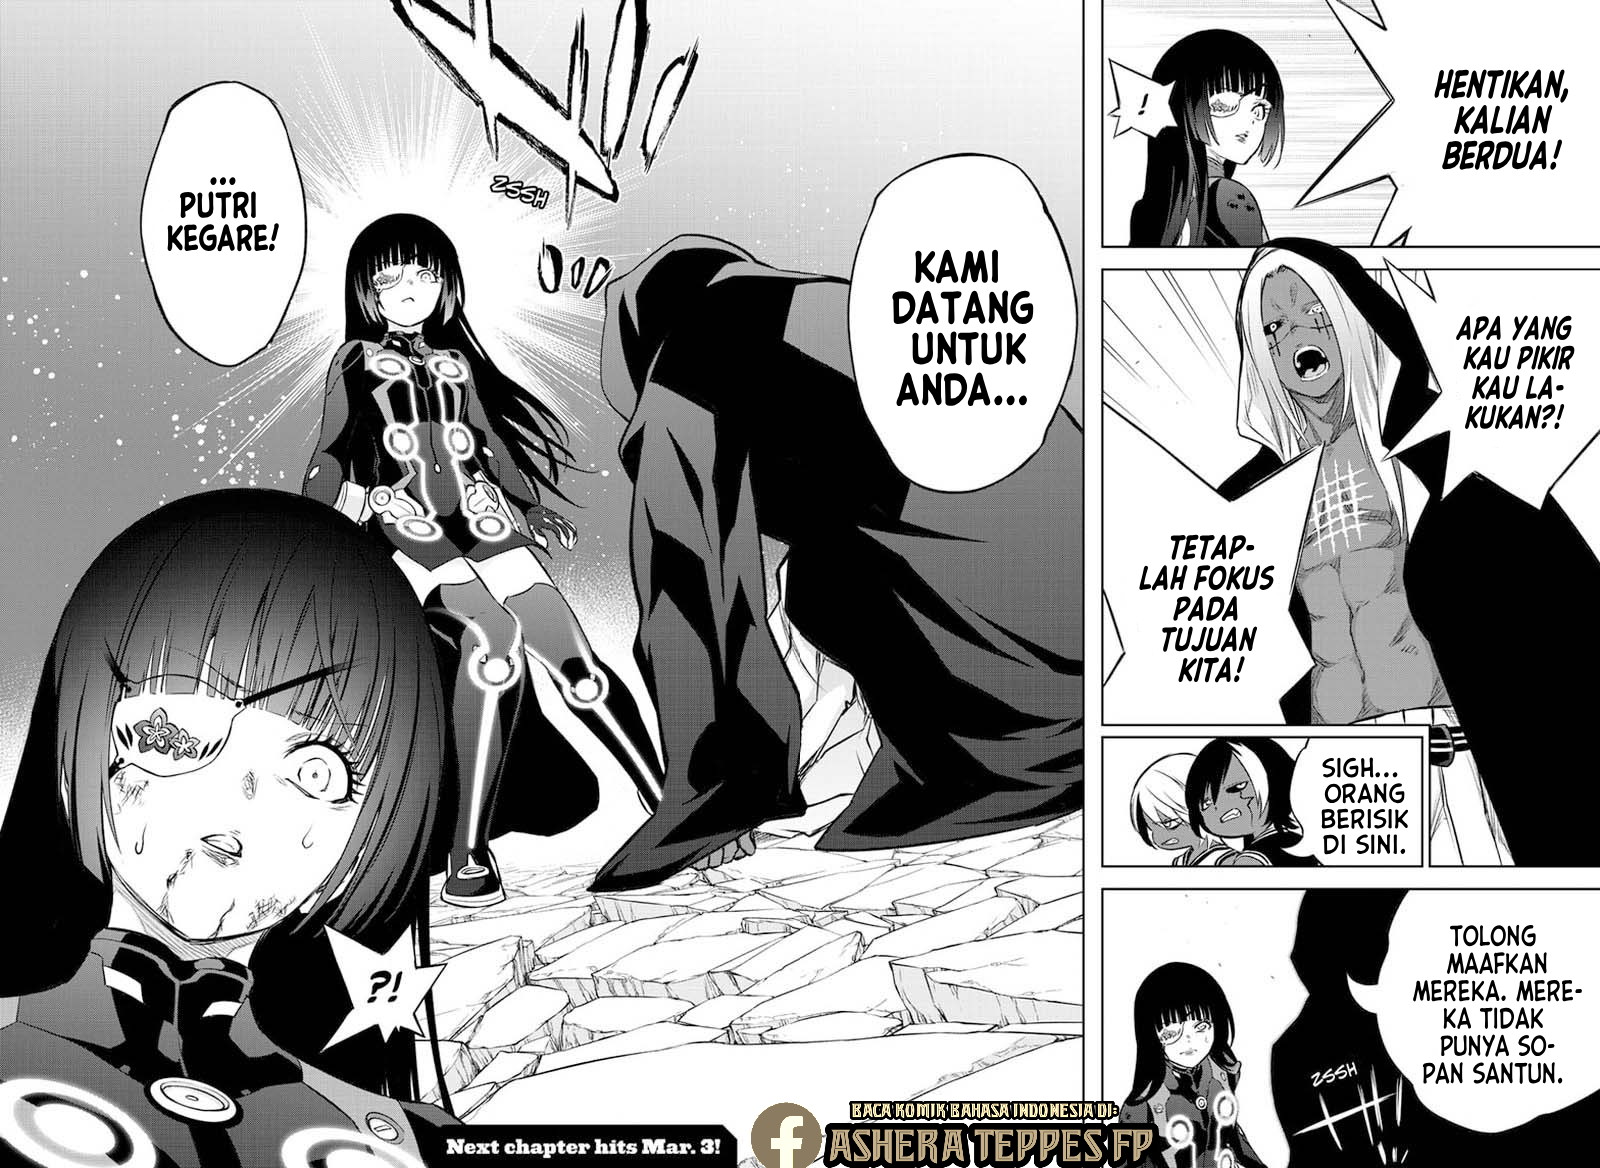 HENTIKAN,
KALIAN
BERDUA!
!
APA YANG
KAU PIKIR
KAU LA-
KUKAN?!
TETAP-
LAH FOKUS
PADA
TUJUAN
KITA!
SIGH...
ORANG
BERISIK
DI SINI.
TOLONG
MAAFKAN
MEREKA. MERE-
KA TIDAK
PUNYA SO-
PAN SANTUN.
ZSSH
KAMI
DATANG
UNTUK
ANDA...
ZSSH
...
PUTRI
KEGARE!
?!
Next chapter hits Mar. 3!
BACA KOMIK BAHASA INDONESIA DI:
ASHERA TEPPES FP